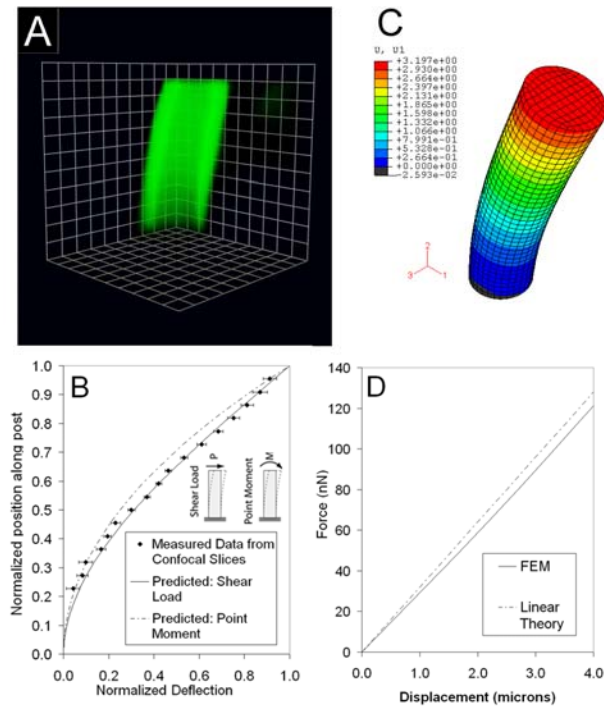 A
B
Normalized position along post
1.0
0.9
0.8
0.7
0.6
0.5
0.4
0.3
0.2
0.1
0.0
0.0
0.2
0.4
0.6
0.8
1.0
Normalized Deflection
Shear Load
P
Point Moment
M
Measured Data from
Confocal Slices
Predicted: Shear
Load
Predicted: Point
Moment
C
U, U1
+3.197e+00
+2.930e+00
+2.664e+00
+2.397e+00
+2.131e+00
+1.865e+00
+1.598e+00
+1.332e+00
+1.066e+00
+7.991e-01
+5.328e-01
+2.664e-01
+0.000e+00
-2.593e-02
2
3
1
D
Force (nN)
140
120
100
80
60
40
20
0
0.0
1.0
2.0
3.0
4.0
Displacement (microns)
FEM
Linear
Theory